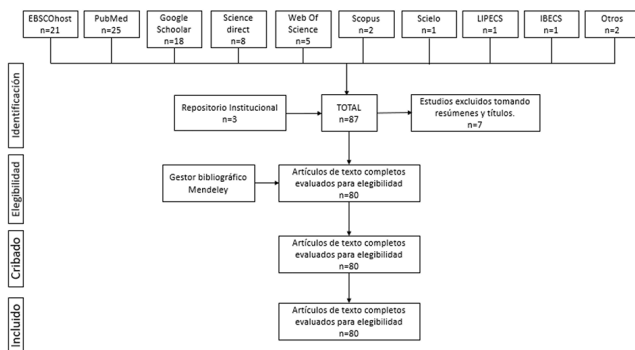 EBSCOhost
n=21
PubMed
n=25
Google
Schoolar
n=18
Science
direct
n=8
Web Of
Science
n=5
Scopus
n=2
Scielo
n=1
LIPECS
n=1
IBECS
n=1
Otros
n=2
Identificación
Repositorio Institucional
n=3
TOTAL
n=87
Estudios excluidos tomando
resúmenes y títulos.
n=7
Elegibilidad
Gestor bibliográfico
Mendeley
Artículos de texto completos
evaluados para elegibilidad
n=80
Cribado
Artículos de texto completos
evaluados para elegibilidad
n=80
Incluido
Artículos de texto completos
evaluados para elegibilidad
n=80